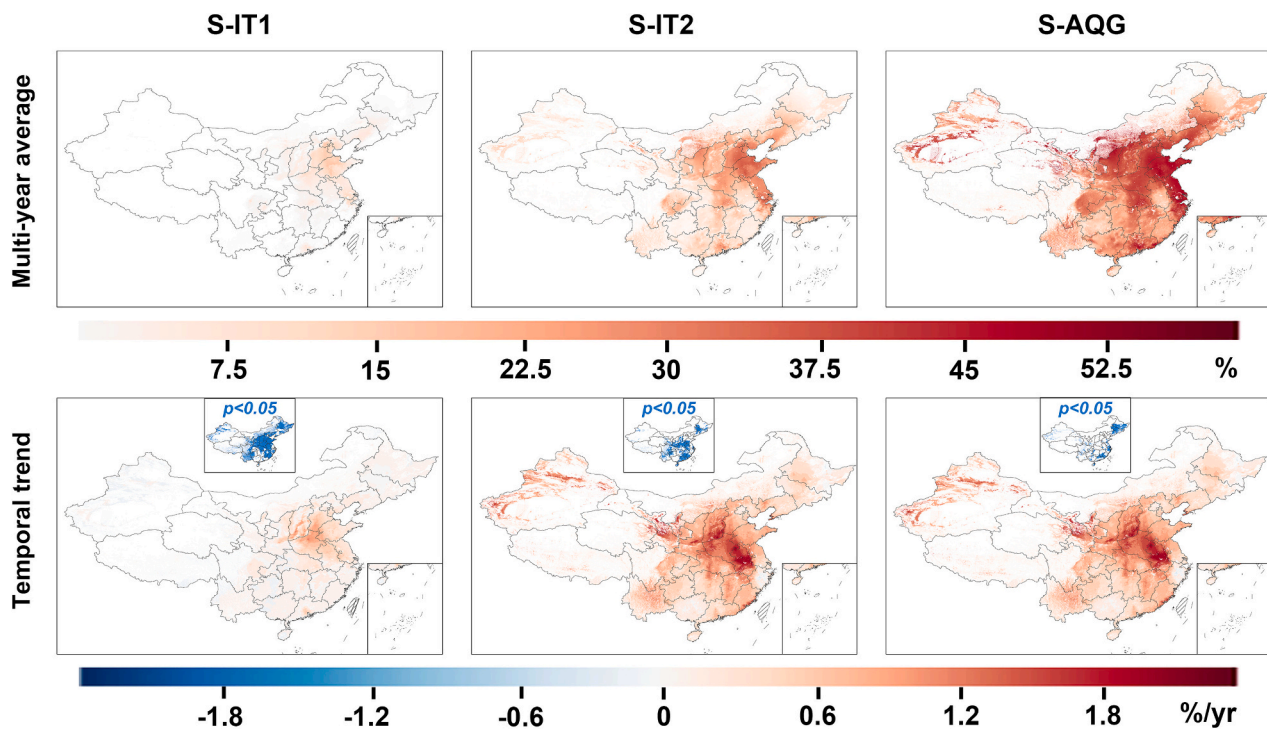 S-IT1 S-IT2 S-AQG
Multi-year average
7.5 15 22.5 30 37.5 45 52.5 %
Temporal trend
p<0.05 p<0.05 p<0.05
-1.8 -1.2 -0.6 0 0.6 1.2 1.8 %/yr